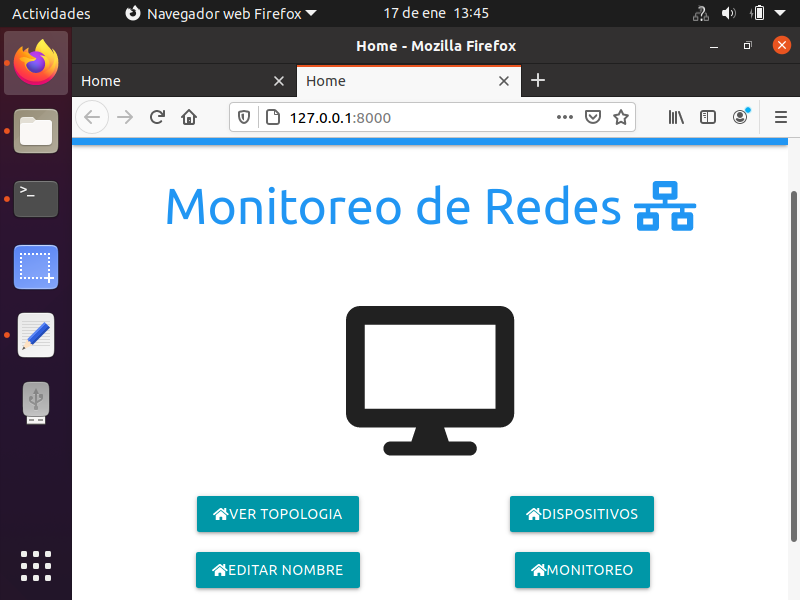 Actividades Navegador web Firefox 17 de ene 13:45
Home - Mozilla Firefox
Home Home
127.0.0.1:8000
Monitoreo de Redes
>_
VER TOPOLOGIA DISPOSITIVOS
EDITAR NOMBRE MONITOREO